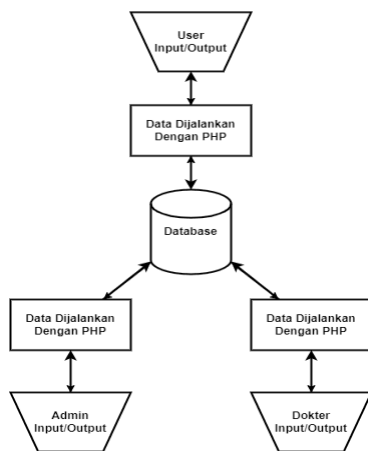 User
Input/Output
Data Dijalankan
Dengan PHP
Database
Data Dijalankan
Dengan PHP
Data Dijalankan
Dengan PHP
Admin
Input/Output
Dokter
Input/Output